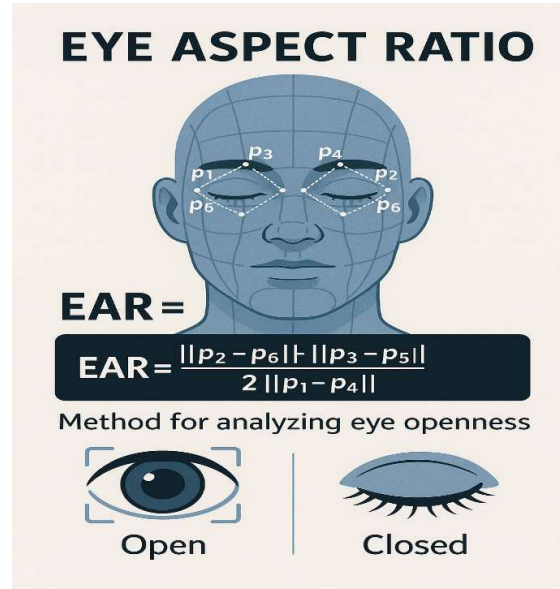 EYE ASPECT RATIO
p3 p4
p1 p2
p6 p6
EAR =
EAR = ||p2 − p6|| + ||p3 − p5|| / 2 ||p1 − p4||
Method for analyzing eye openness
Open Closed